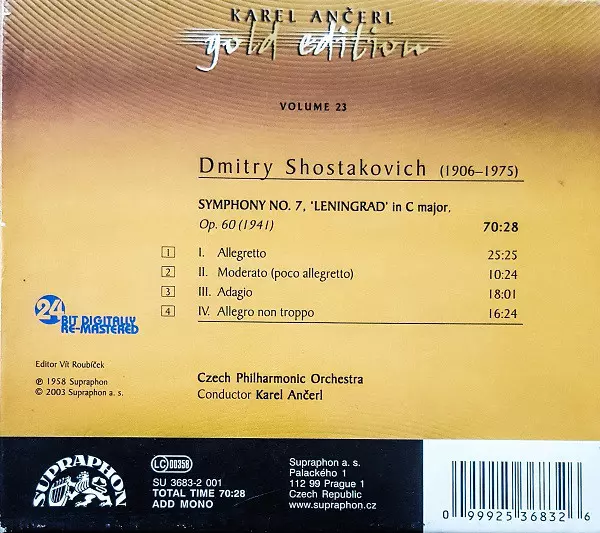 KAREL ANČERL
gold edition
VOLUME 23
Dmitry Shostakovich (1906–1975)
SYMPHONY NO. 7, 'LENINGRAD' in C major,
Op. 60 (1941) 70:28
1 I. Allegretto 25:25
2 II. Moderato (poco allegretto) 10:24
3 III. Adagio 18:01
4 IV. Allegro non troppo 16:24
24
BIT DIGITALLY
RE-MASTERED
Editor Vít Roubíček
℗ 1958 Supraphon
© 2003 Supraphon a. s.
Czech Philharmonic Orchestra
Conductor Karel Ančerl
SUPRAPHON
LC 00358
SU 3683-2 001
TOTAL TIME 70:28
ADD MONO
Supraphon a. s.
Palackého 1
112 99 Prague 1
Czech Republic
www.supraphon.cz
0 99925 36832 6